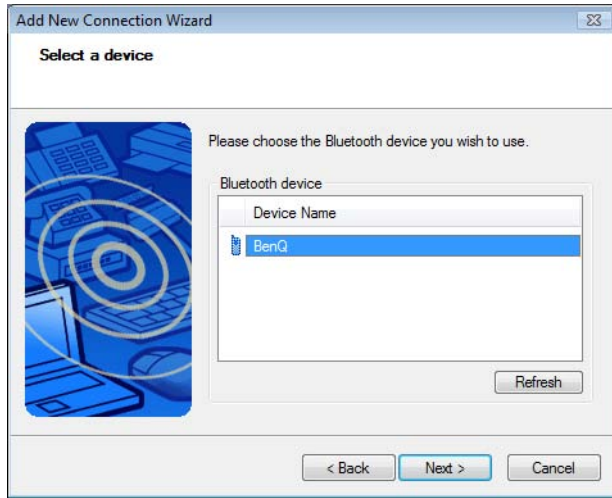 Add New Connection Wizard
Select a device
Please choose the Bluetooth device you wish to use.
Bluetooth device
Device Name
BenQ
Refresh
< Back Next > Cancel